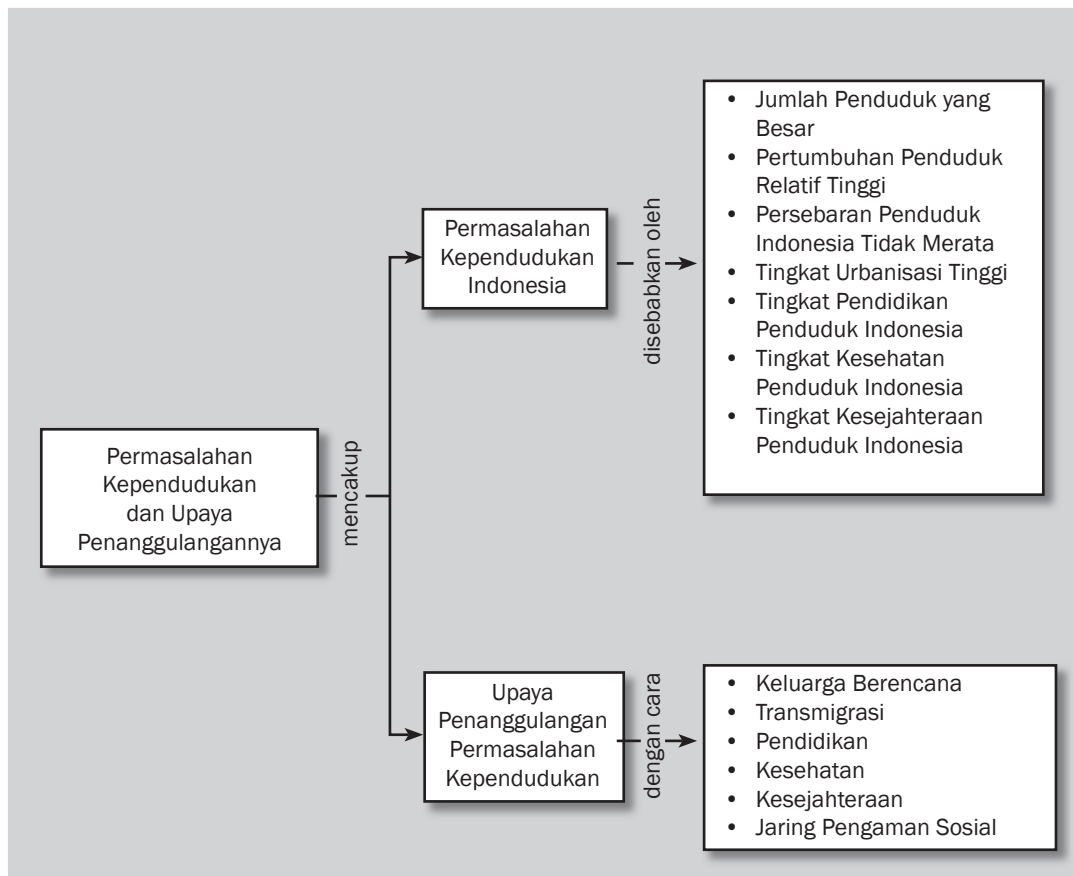 Permasalahan
Kependudukan
dan Upaya
Penanggulangannya
mencakup
Permasalahan
Kependudukan
Indonesia
disebabkan oleh
• Jumlah Penduduk yang
Besar
• Pertumbuhan Penduduk
Relatif Tinggi
• Persebaran Penduduk
Indonesia Tidak Merata
• Tingkat Urbanisasi Tinggi
• Tingkat Pendidikan
Penduduk Indonesia
• Tingkat Kesehatan
Penduduk Indonesia
• Tingkat Kesejahteraan
Penduduk Indonesia
Upaya
Penanggulangan
Permasalahan
Kependudukan
dengan cara
• Keluarga Berencana
• Transmigrasi
• Pendidikan
• Kesehatan
• Kesejahteraan
• Jaring Pengaman Sosial